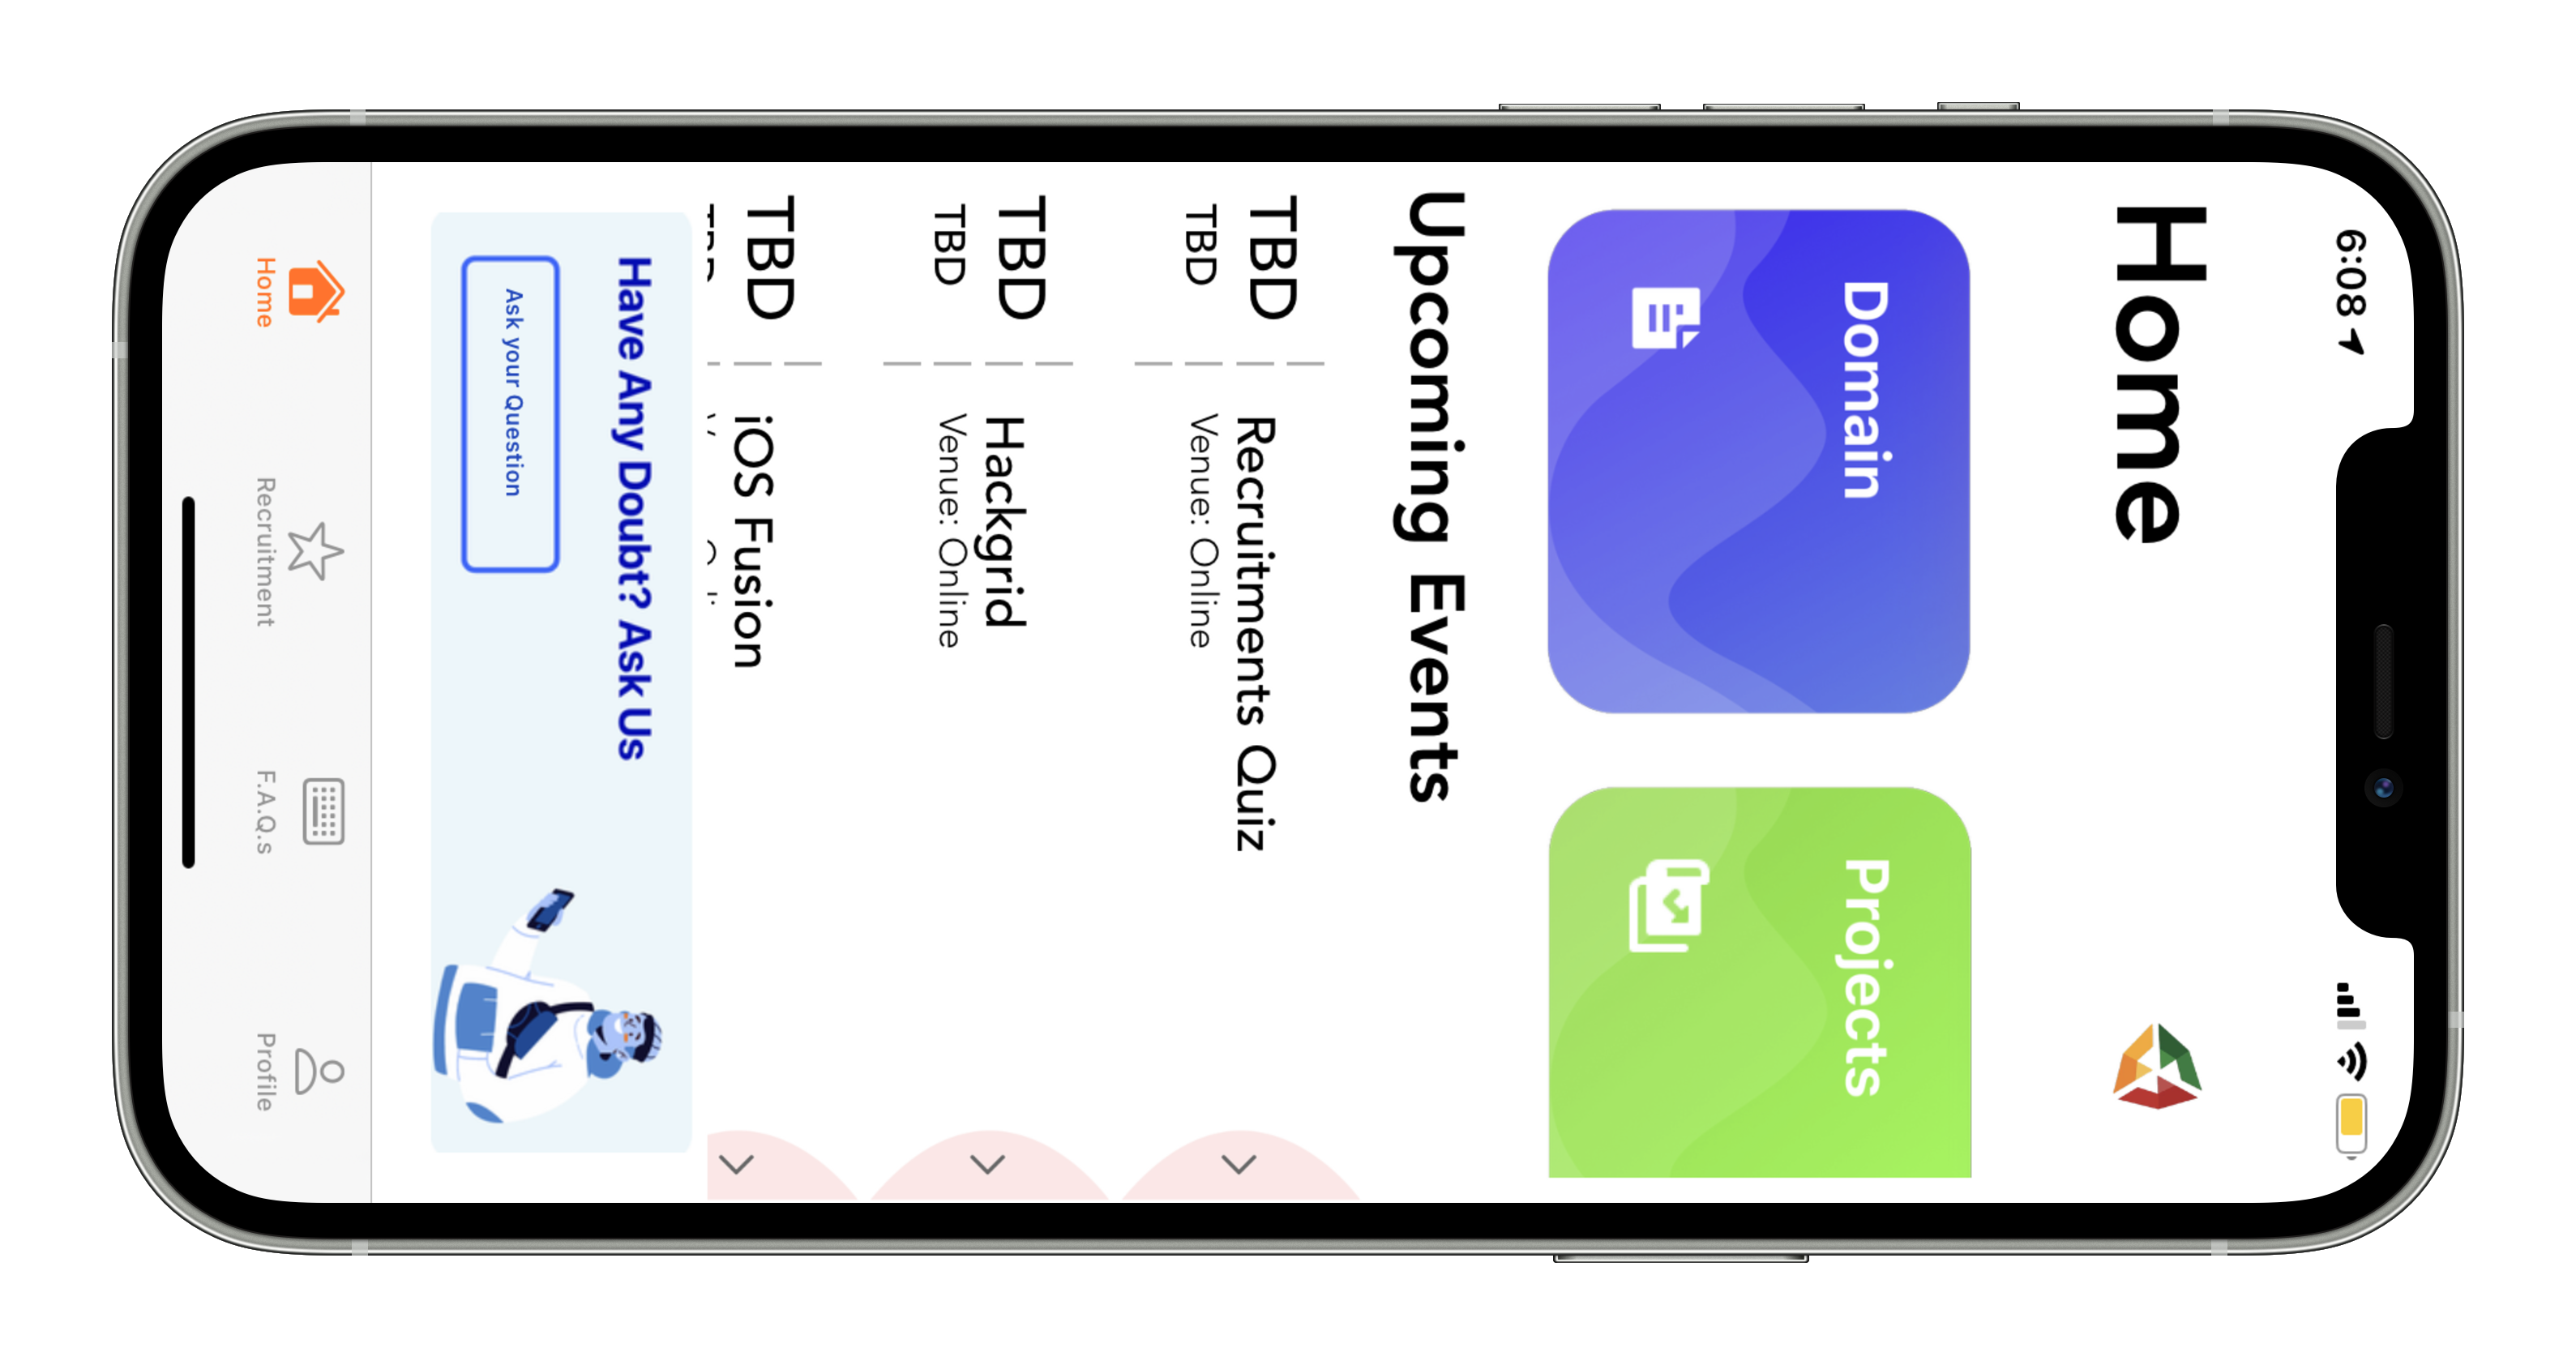 6:08
Home
Domain
Projects
Upcoming Events
TBD
TBD
Recruitments Quiz
Venue: Online
TBD
TBD
Hackgrid
Venue: Online
TBD
iOS Fusion
Have Any Doubt? Ask Us
Ask your Question
Home
Recruitment
F.A.Q.s
Profile